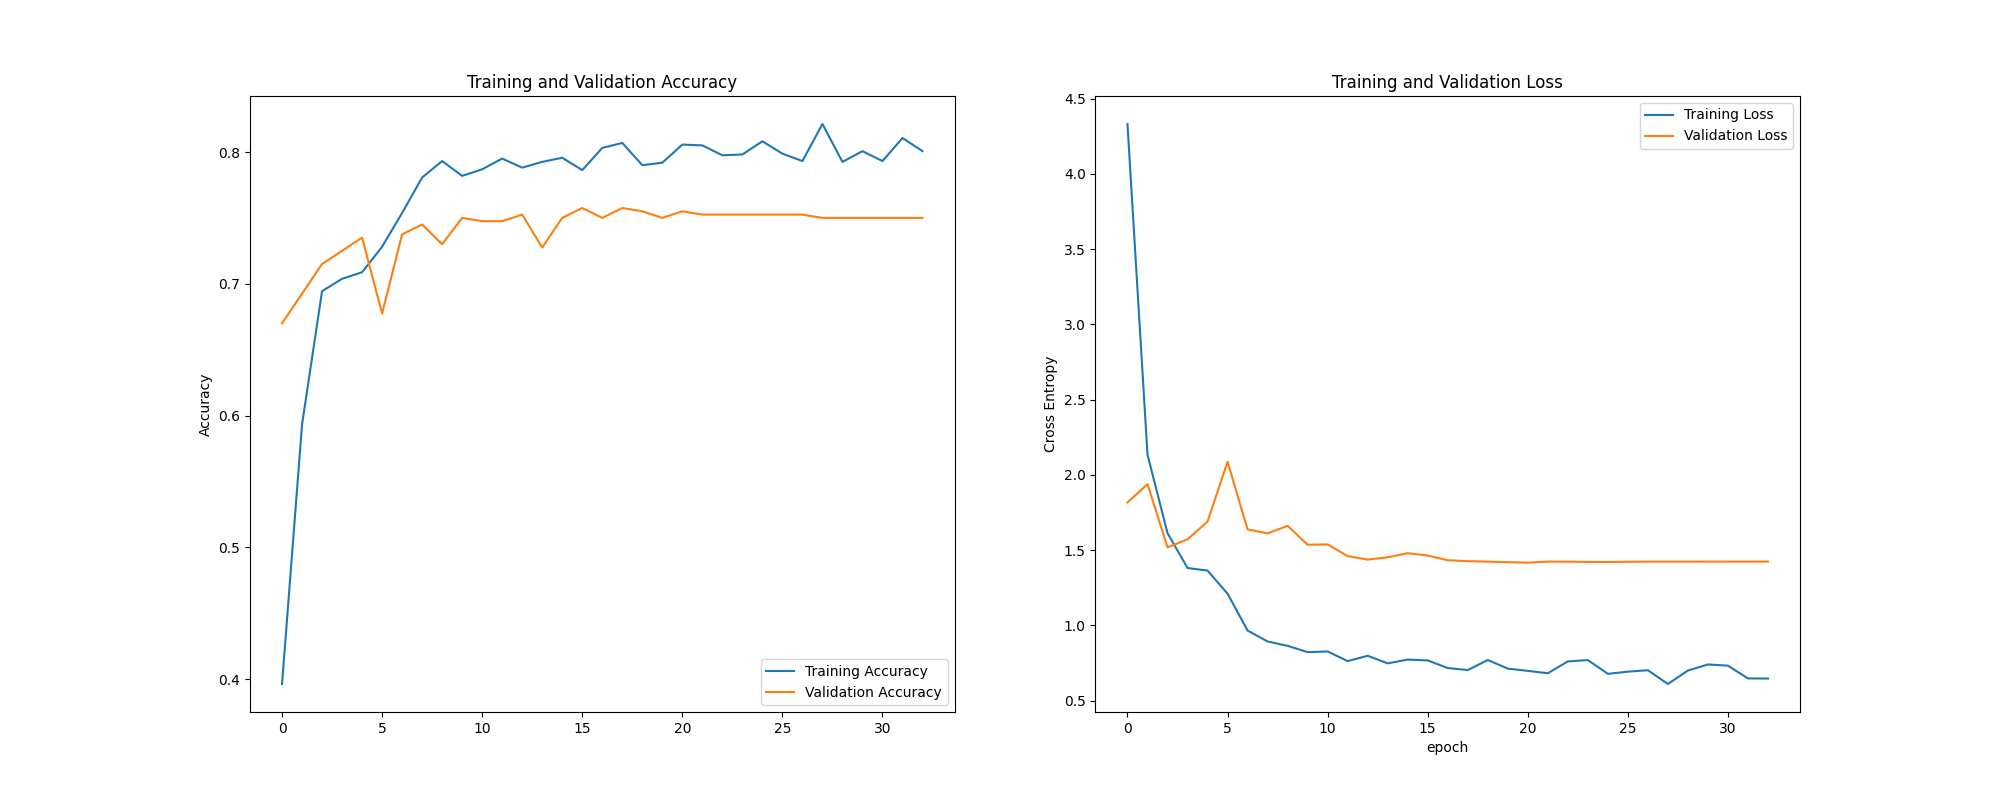 Training and Validation Accuracy
Accuracy
0.8
0.7
0.6
0.5
0.4
0 5 10 15 20 25 30
Training Accuracy
Validation Accuracy
Training and Validation Loss
Cross Entropy
4.5
4.0
3.5
3.0
2.5
2.0
1.5
1.0
0.5
0 5 10 15 20 25 30
epoch
Training Loss
Validation Loss